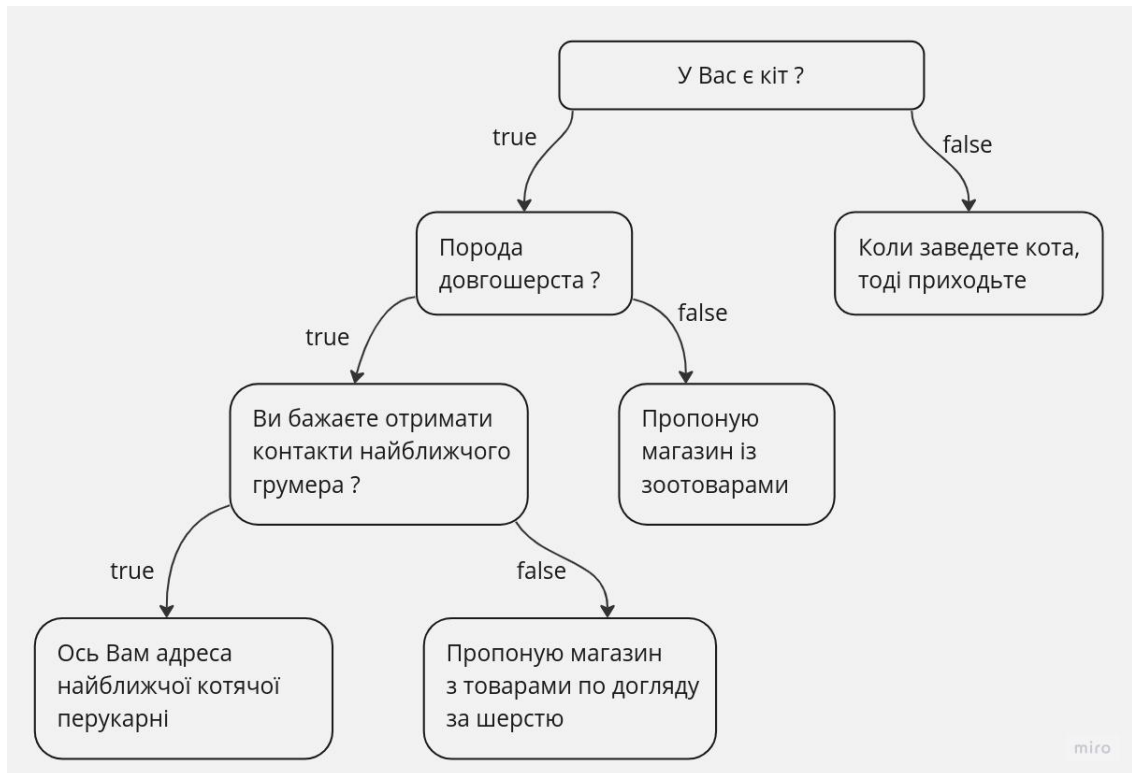 У Вас є кіт ?
true
false
Порода
довгошерста ?
Коли заведете кота,
тоді приходьте
true
false
Ви бажаєте отримати
контакти найближчого
грумера ?
Пропоную
магазин із
зоотоварами
true
false
Ось Вам адреса
найближчої котячої
перукарні
Пропоную магазин
з товарами по догляду
за шерстю
miro